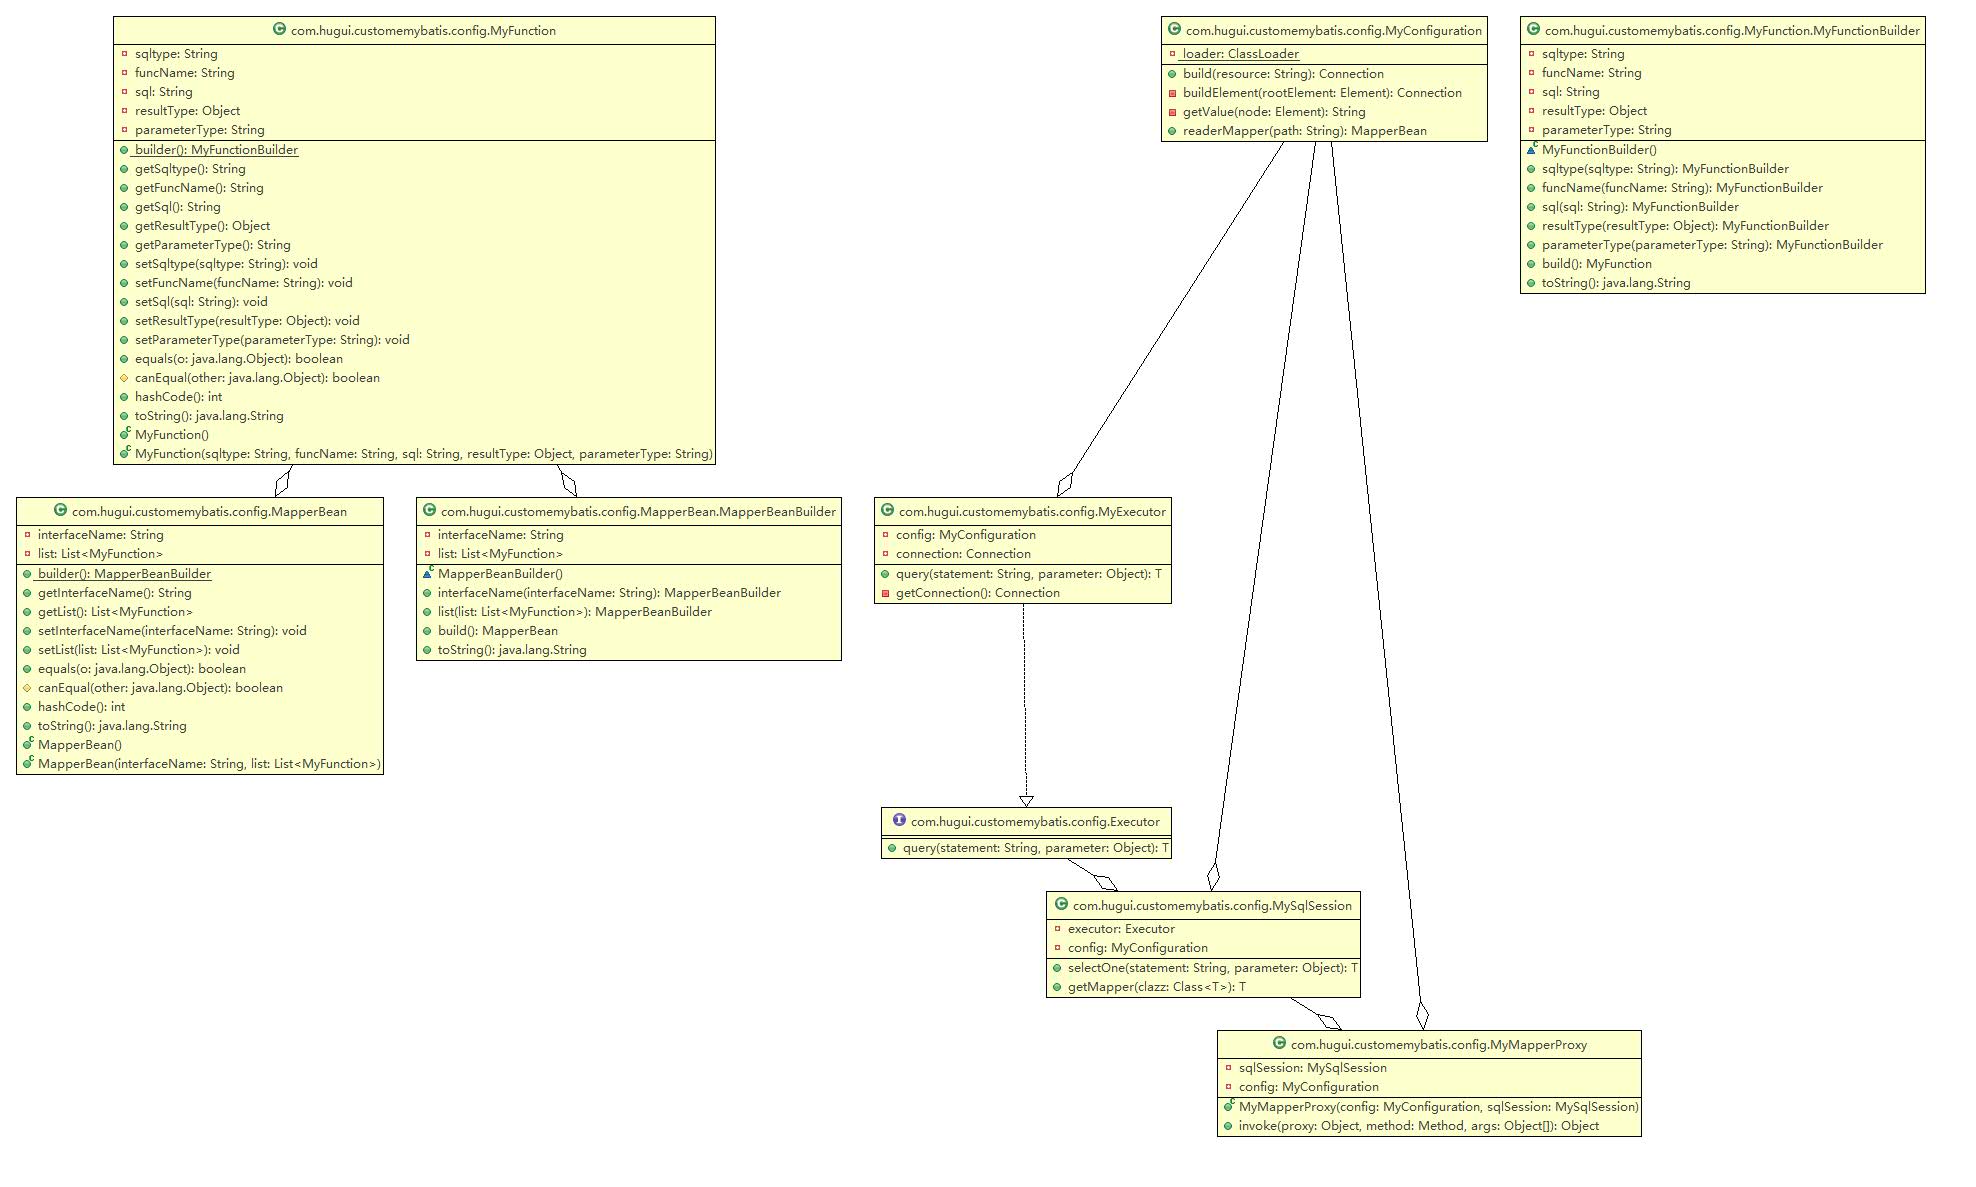 com.hugui.customemybatis.config.MyFunction
sqltype: String
funcName: String
sql: String
resultType: Object
parameterType: String
builder(): MyFunctionBuilder
getSqltype(): String
getFuncName(): String
getSql(): String
getResultType(): Object
getParameterType(): String
setSqltype(sqltype: String): void
setFuncName(funcName: String): void
setSql(sql: String): void
setResultType(resultType: Object): void
setParameterType(parameterType: String): void
equals(o: java.lang.Object): boolean
canEqual(other: java.lang.Object): boolean
hashCode(): int
toString(): java.lang.String
MyFunction()
MyFunction(sqltype: String, funcName: String, sql: String, resultType: Object, parameterType: String)
com.hugui.customemybatis.config.MyConfiguration
loader: ClassLoader
build(resource: String): Connection
buildElement(rootElement: Element): Connection
getValue(node: Element): String
readerMapper(path: String): MapperBean
com.hugui.customemybatis.config.MyFunction.MyFunctionBuilder
sqltype: String
funcName: String
sql: String
resultType: Object
parameterType: String
MyFunctionBuilder()
sqltype(sqltype: String): MyFunctionBuilder
funcName(funcName: String): MyFunctionBuilder
sql(sql: String): MyFunctionBuilder
resultType(resultType: Object): MyFunctionBuilder
parameterType(parameterType: String): MyFunctionBuilder
build(): MyFunction
toString(): java.lang.String
com.hugui.customemybatis.config.MapperBean
interfaceName: String
list: List<MyFunction>
builder(): MapperBeanBuilder
getInterfaceName(): String
getList(): List<MyFunction>
setInterfaceName(interfaceName: String): void
setList(list: List<MyFunction>): void
equals(o: java.lang.Object): boolean
canEqual(other: java.lang.Object): boolean
hashCode(): int
toString(): java.lang.String
MapperBean()
MapperBean(interfaceName: String, list: List<MyFunction>)
com.hugui.customemybatis.config.MapperBean.MapperBeanBuilder
interfaceName: String
list: List<MyFunction>
MapperBeanBuilder()
interfaceName(interfaceName: String): MapperBeanBuilder
list(list: List<MyFunction>): MapperBeanBuilder
build(): MapperBean
toString(): java.lang.String
com.hugui.customemybatis.config.MyExecutor
config: MyConfiguration
connection: Connection
query(statement: String, parameter: Object): T
getConnection(): Connection
com.hugui.customemybatis.config.Executor
query(statement: String, parameter: Object): T
com.hugui.customemybatis.config.MySqlSession
executor: Executor
config: MyConfiguration
selectOne(statement: String, parameter: Object): T
getMapper(clazz: Class<T>): T
com.hugui.customemybatis.config.MyMapperProxy
sqlSession: MySqlSession
config: MyConfiguration
MyMapperProxy(config: MyConfiguration, sqlSession: MySqlSession)
invoke(proxy: Object, method: Method, args: Object[]): Object